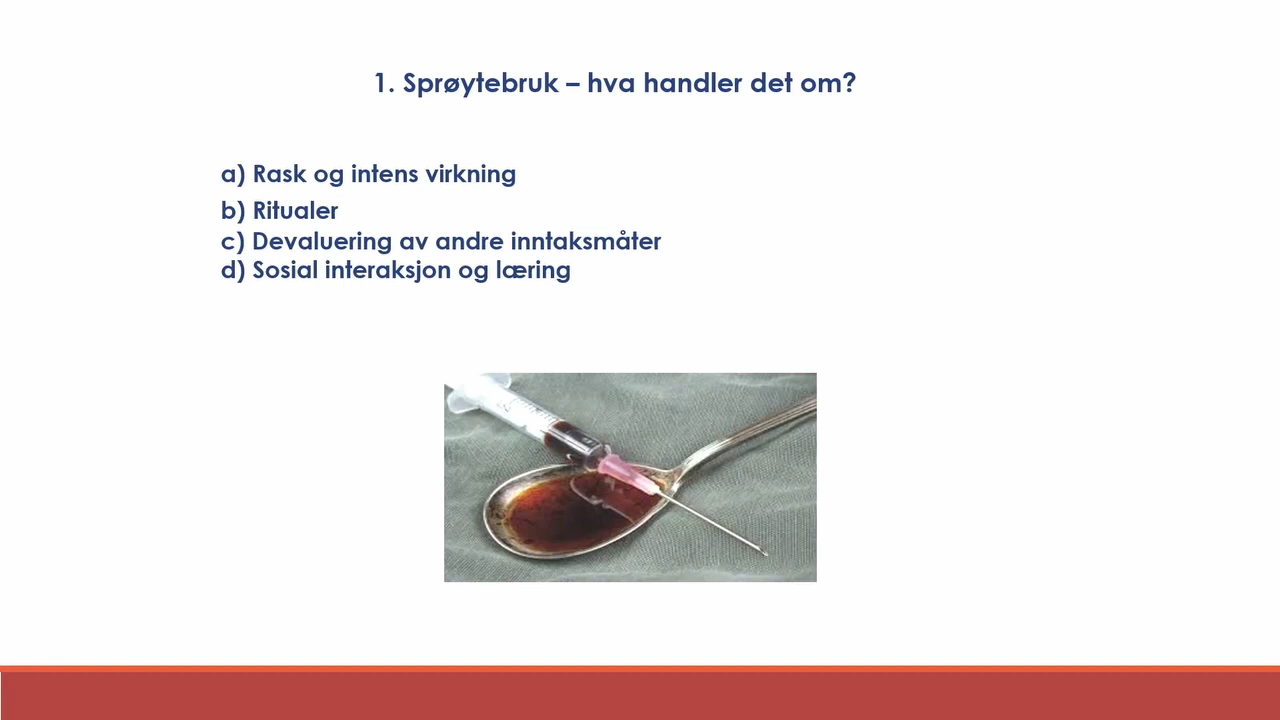 1. Sprøytebruk – hva handler det om?
a) Rask og intens virkning
b) Ritualer
c) Devaluering av andre inntaksmåter
d) Sosial interaksjon og læring